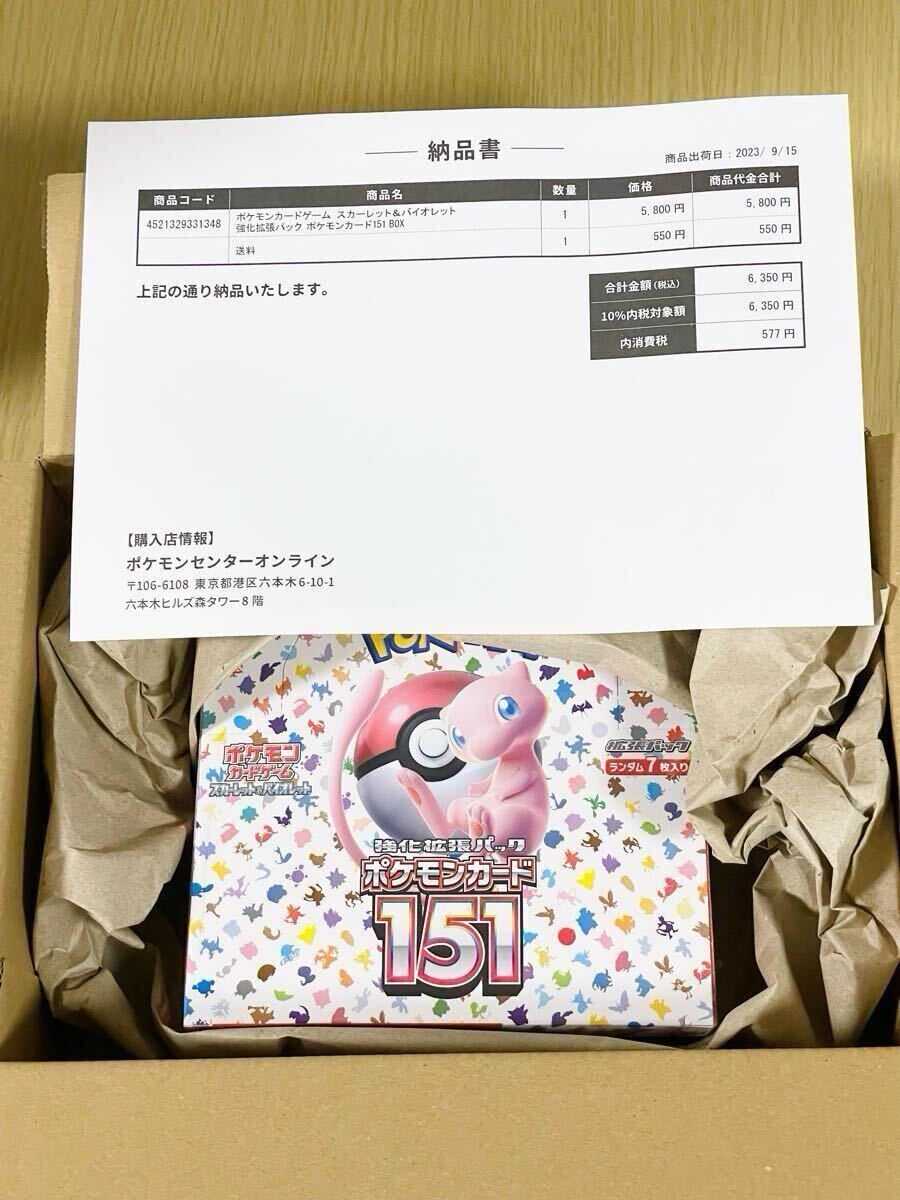 納品書
商品出荷日：2023/ 9/15
商品コード 商品名 数量 価格 商品代金合計
4521329331348 ポケモンカードゲーム スカーレット&バイオレット 1 5,800 円 5,800 円
強化拡張パック ポケモンカード151 BOX
送料 1 550 円 550 円
上記の通り納品いたします。
合計金額(税込) 6,350 円
10%内税対象額 6,350 円
内消費税 577 円
【購入店情報】
ポケモンセンターオンライン
〒106-6108 東京都港区六本木6-10-1
六本木ヒルズ森タワー8 階
ポケモン
カードゲーム
スカーレット&バイオレット
拡張パック
ランダム7枚入り
強化拡張パック
ポケモンカード
151